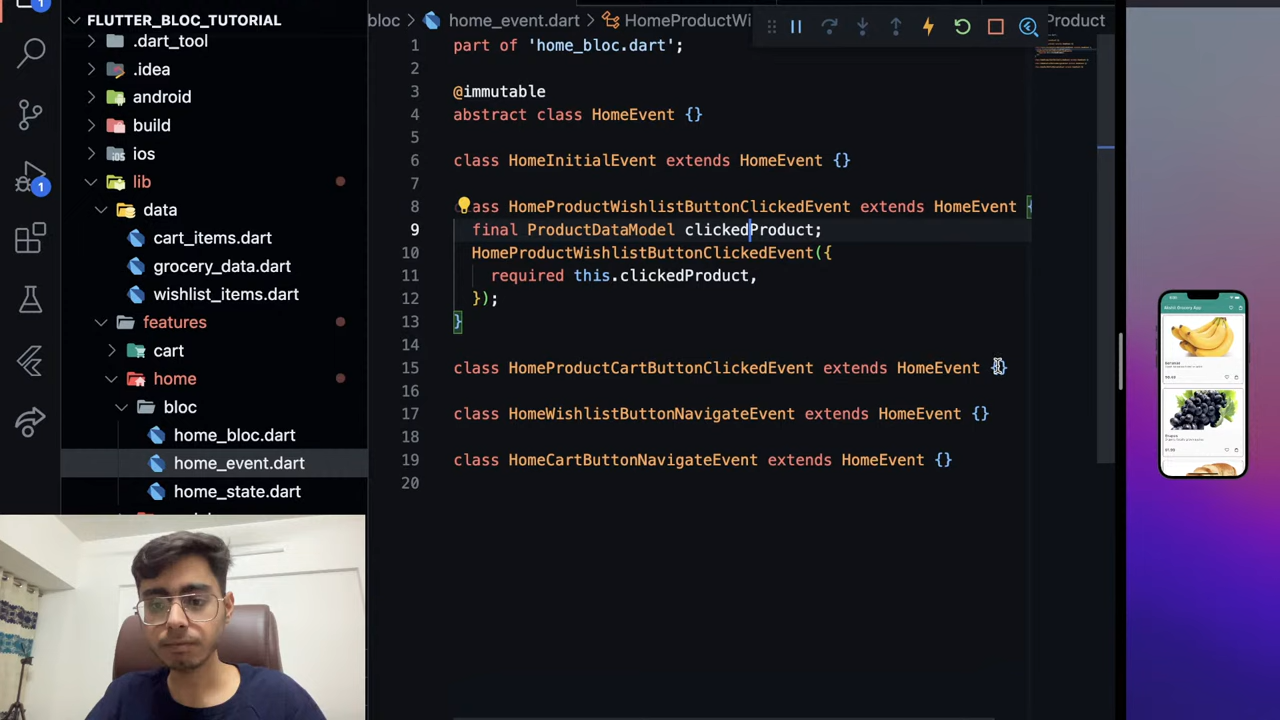 FLUTTER_BLOC_TUTORIAL
.dart_tool
.idea
android
build
ios
lib
data
cart_items.dart
grocery_data.dart
wishlist_items.dart
features
cart
home
bloc
home_bloc.dart
home_event.dart
home_state.dart
1
1
bloc
home_event.dart
HomeProductWi
Product
1 part of 'home_bloc.dart';
2
3 @immutable
4 abstract class HomeEvent {}
5
6 class HomeInitialEvent extends HomeEvent {}
7
8 ass HomeProductWishlistButtonClickedEvent extends HomeEvent {
9 final ProductDataModel clickedProduct;
10 HomeProductWishlistButtonClickedEvent({
11 required this.clickedProduct,
12 });
13 }
14
15 class HomeProductCartButtonClickedEvent extends HomeEvent {}
16
17 class HomeWishlistButtonNavigateEvent extends HomeEvent {}
18
19 class HomeCartButtonNavigateEvent extends HomeEvent {}
20